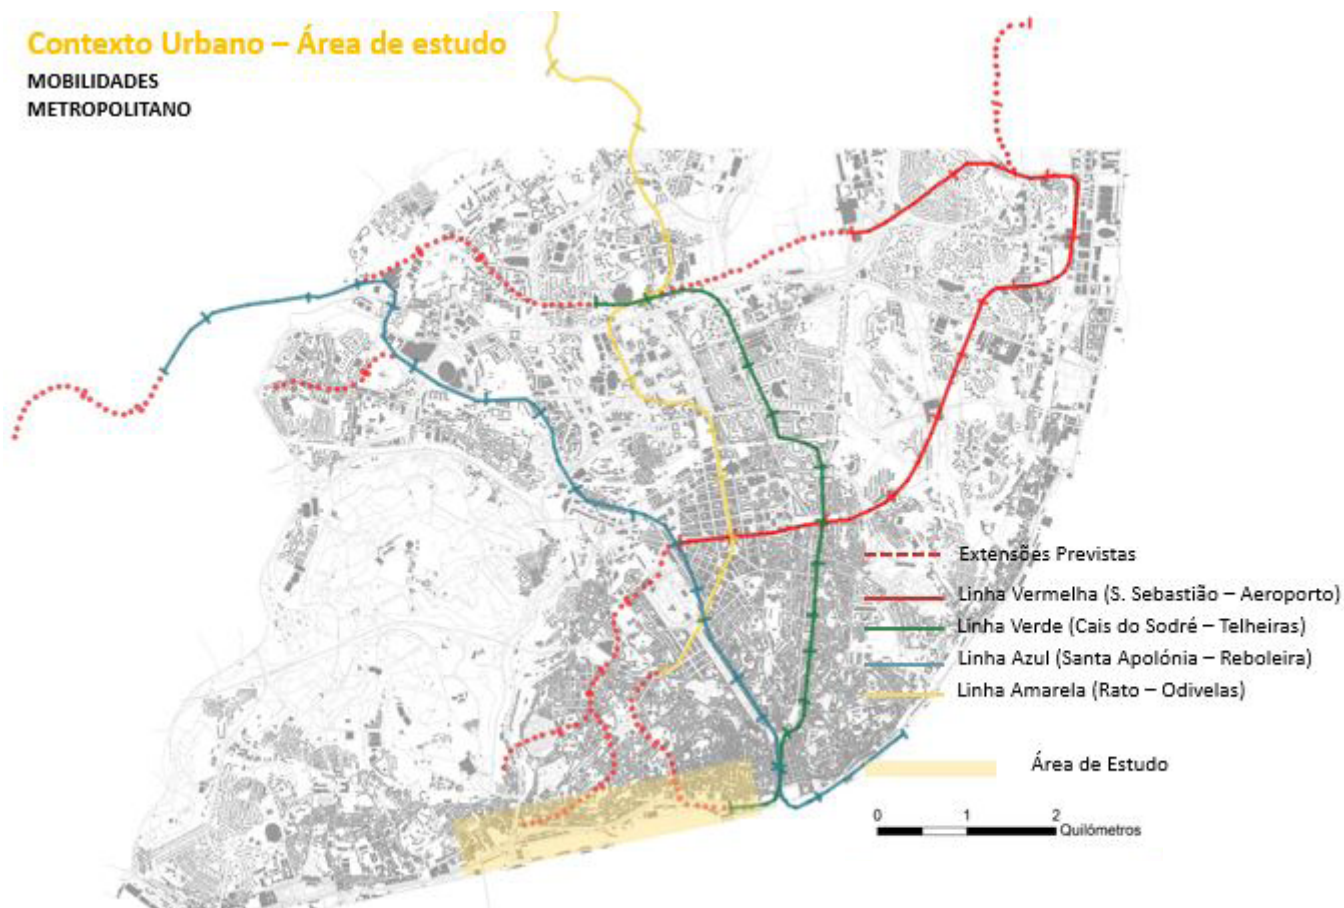 Contexto Urbano – Área de estudo
MOBILIDADES
METROPOLITANO
Extensões Previstas
Linha Vermelha (S. Sebastião – Aeroporto)
Linha Verde (Cais do Sodré – Telheiras)
Linha Azul (Santa Apolónia – Reboleira)
Linha Amarela (Rato – Odivelas)
Área de Estudo
0 1 2
Quilómetros